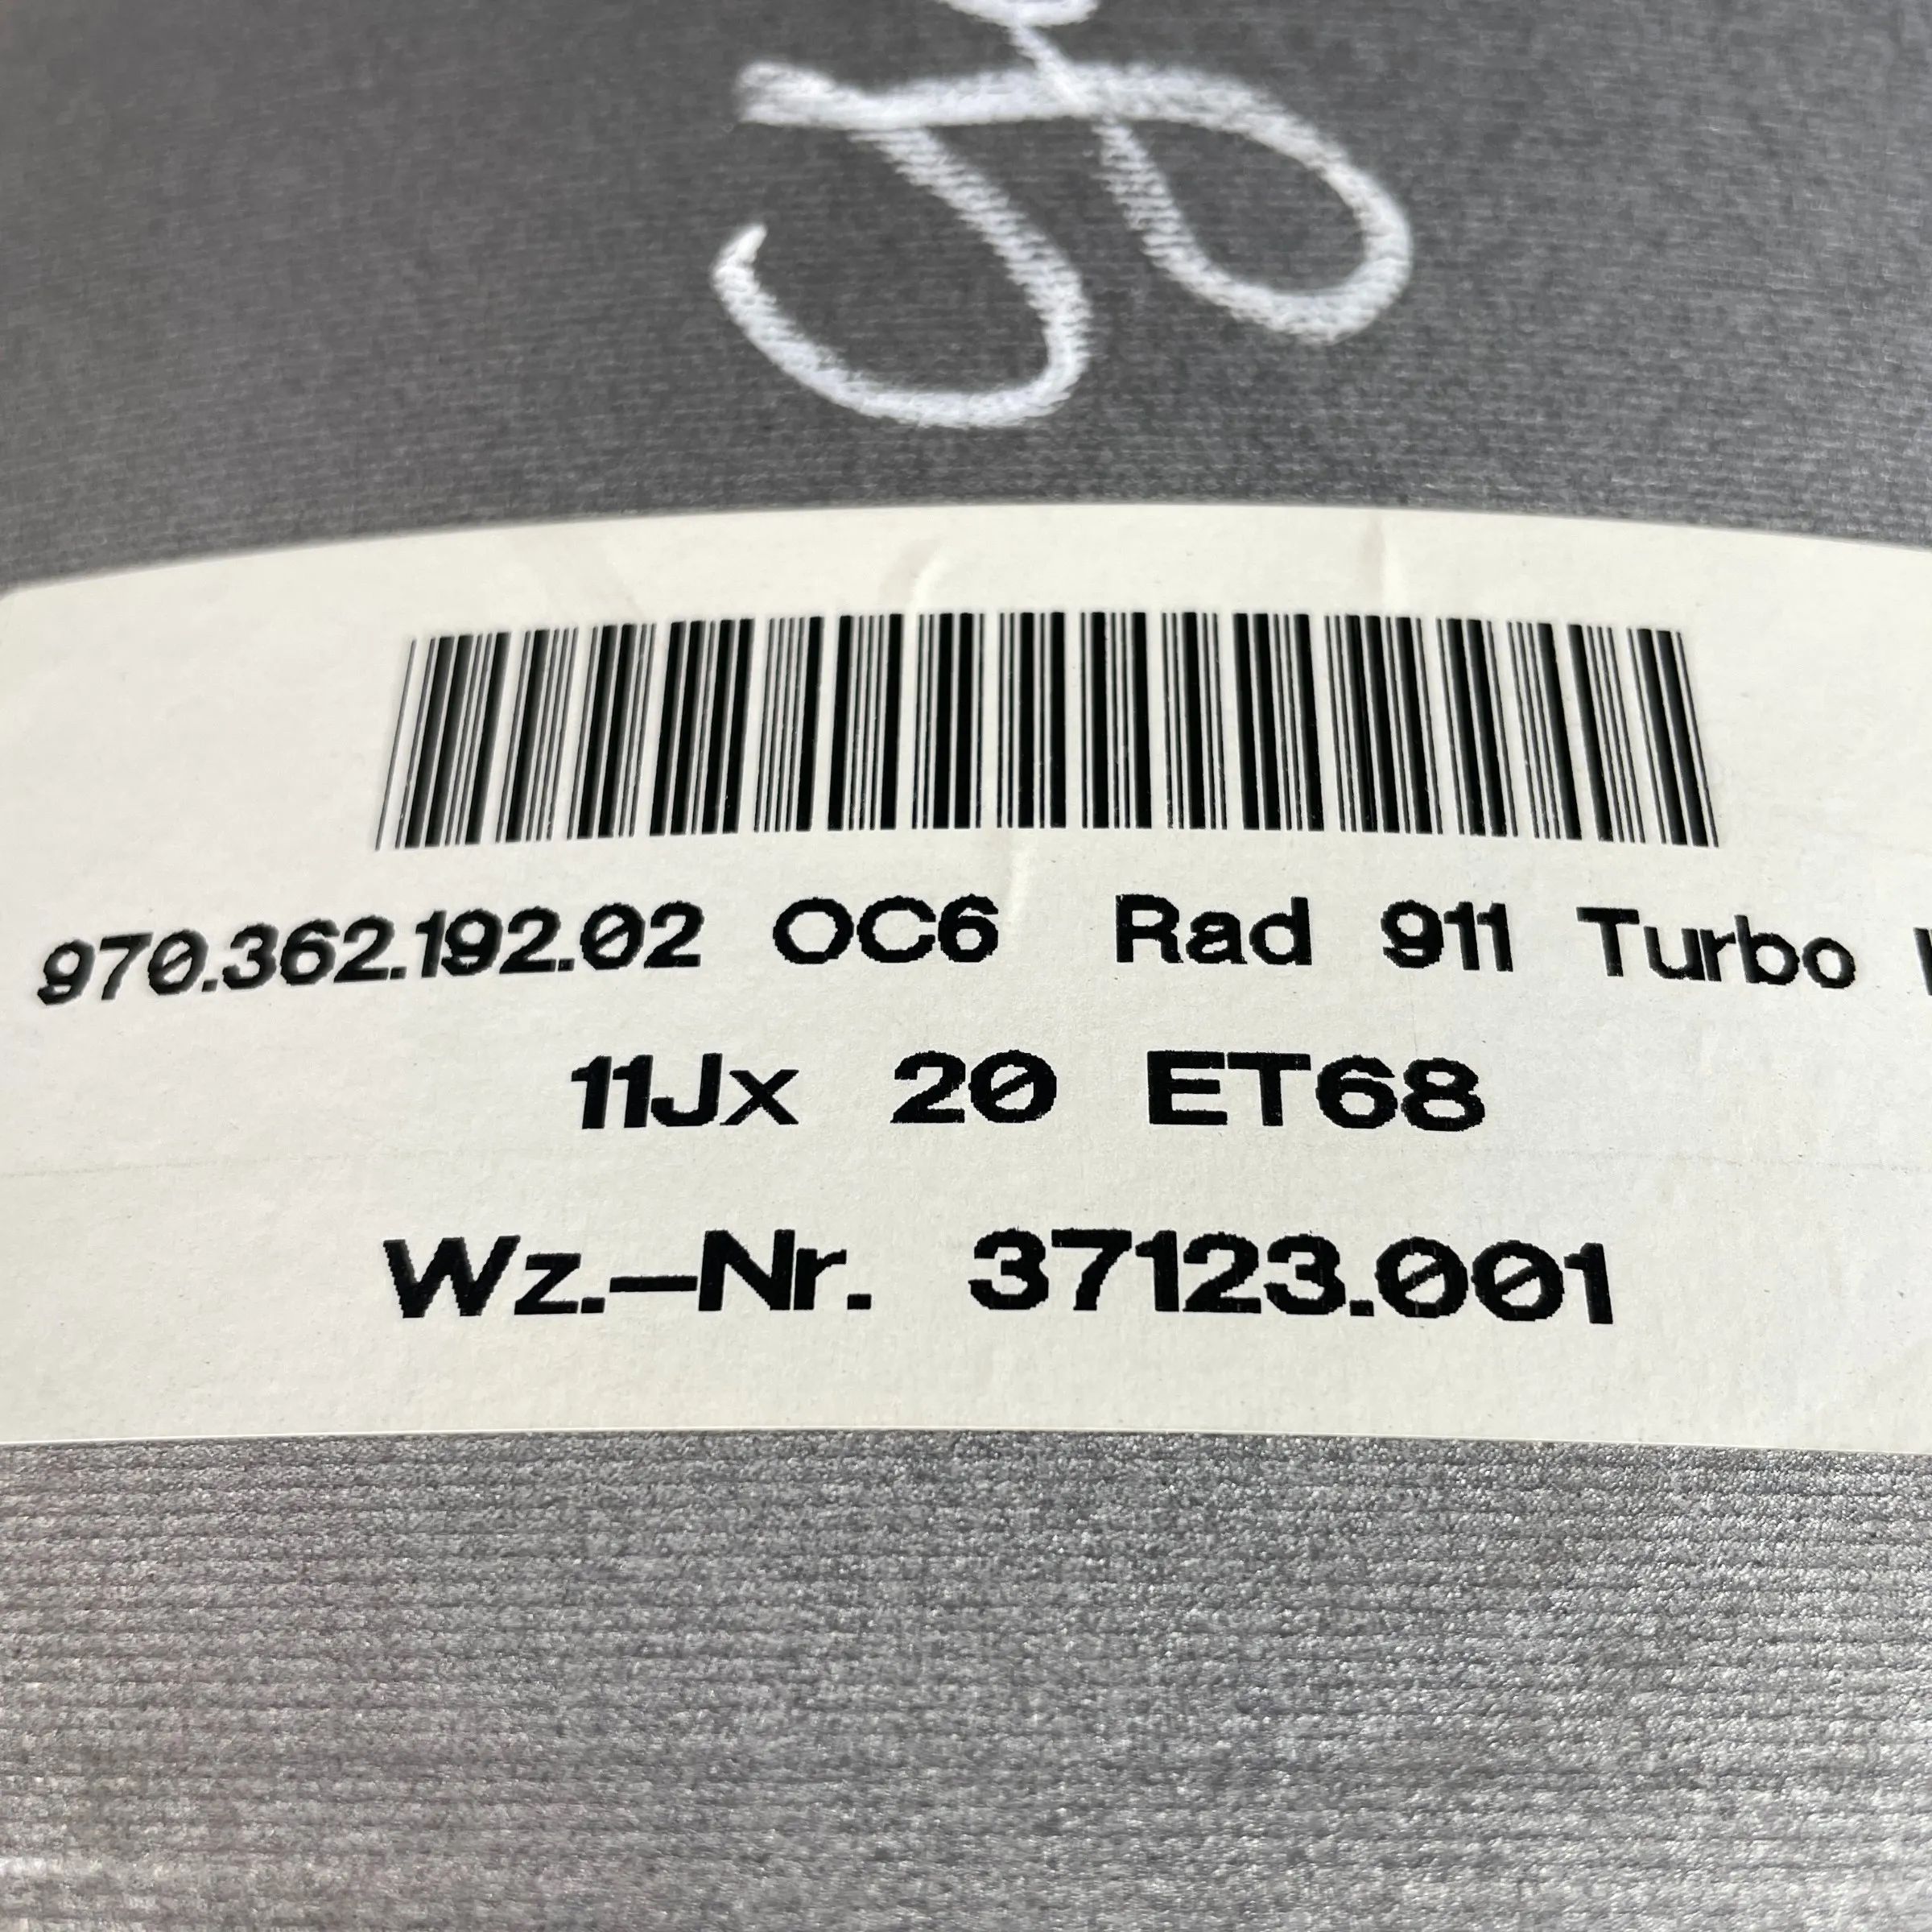 970.362.192.02 OC6 Rad 911 Turbo
11Jx 20 ET68
Wz.-Nr. 37123.001